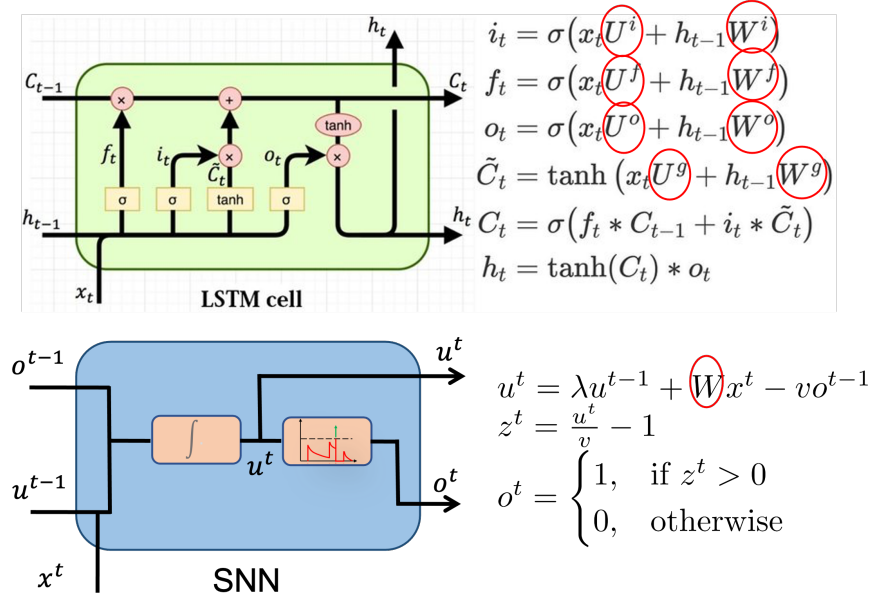 h_t
C_{t-1}
C_t
×
+
tanh
f_t
i_t
o_t
×
×
C̃_t
σ
σ
tanh
σ
h_{t-1}
h_t
x_t
LSTM cell
i_t = σ(x_t U^i + h_{t-1} W^i)
f_t = σ(x_t U^f + h_{t-1} W^f)
o_t = σ(x_t U^o + h_{t-1} W^o)
C̃_t = tanh (x_t U^g + h_{t-1} W^g)
C_t = σ(f_t * C_{t-1} + i_t * C̃_t)
h_t = tanh(C_t) * o_t
o^{t-1}
u^t
∫
u^t
u^{t-1}
o^t
x^t
SNN
u^t = λu^{t-1} + Wx^t − vo^{t-1}
z^t = \frac{u^t}{v} − 1
o^t = { 1, if z^t > 0
0, otherwise